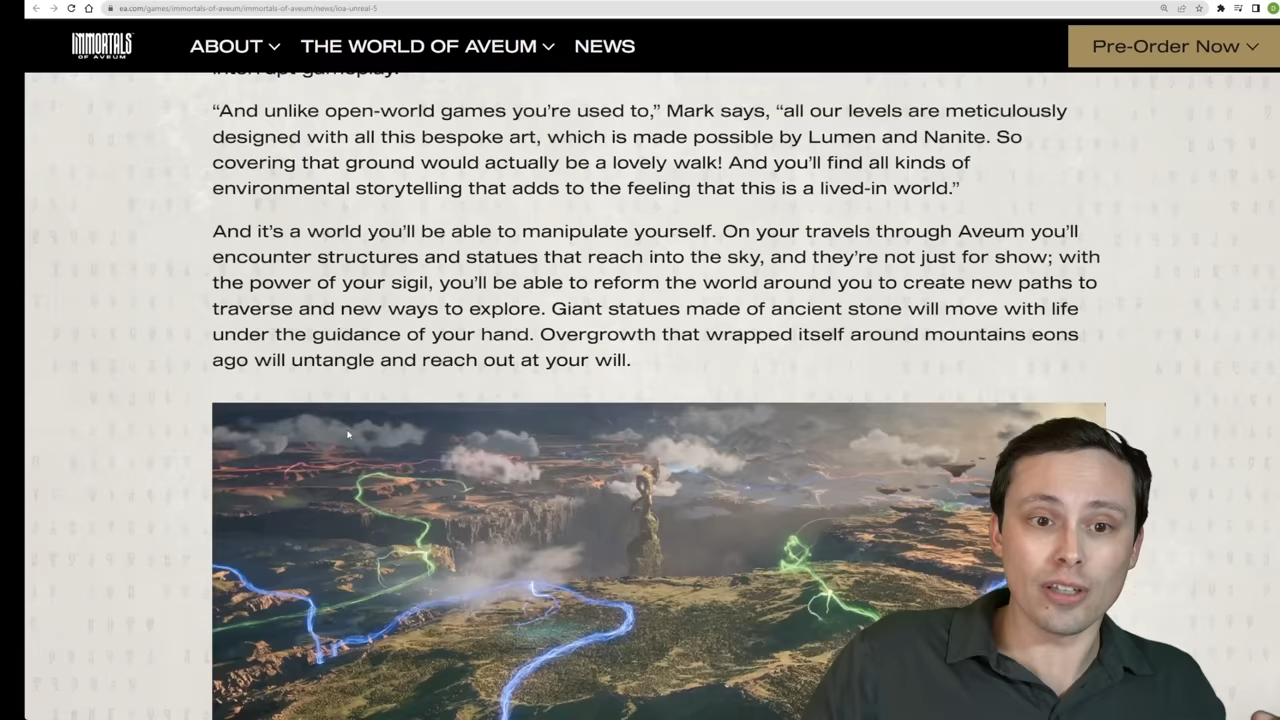 ea.com/games/immortals-of-aveum/immortals-of-aveum/news/ioa-unreal-5
IMMORTALS
OF AVEUM
ABOUT
THE WORLD OF AVEUM
NEWS
Pre-Order Now
interrupt gameplay.
“And unlike open-world games you’re used to,” Mark says, “all our levels are meticulously
designed with all this bespoke art, which is made possible by Lumen and Nanite. So
covering that ground would actually be a lovely walk! And you’ll find all kinds of
environmental storytelling that adds to the feeling that this is a lived-in world.”
And it’s a world you’ll be able to manipulate yourself. On your travels through Aveum you’ll
encounter structures and statues that reach into the sky, and they’re not just for show; with
the power of your sigil, you’ll be able to reform the world around you to create new paths to
traverse and new ways to explore. Giant statues made of ancient stone will move with life
under the guidance of your hand. Overgrowth that wrapped itself around mountains eons
ago will untangle and reach out at your will.